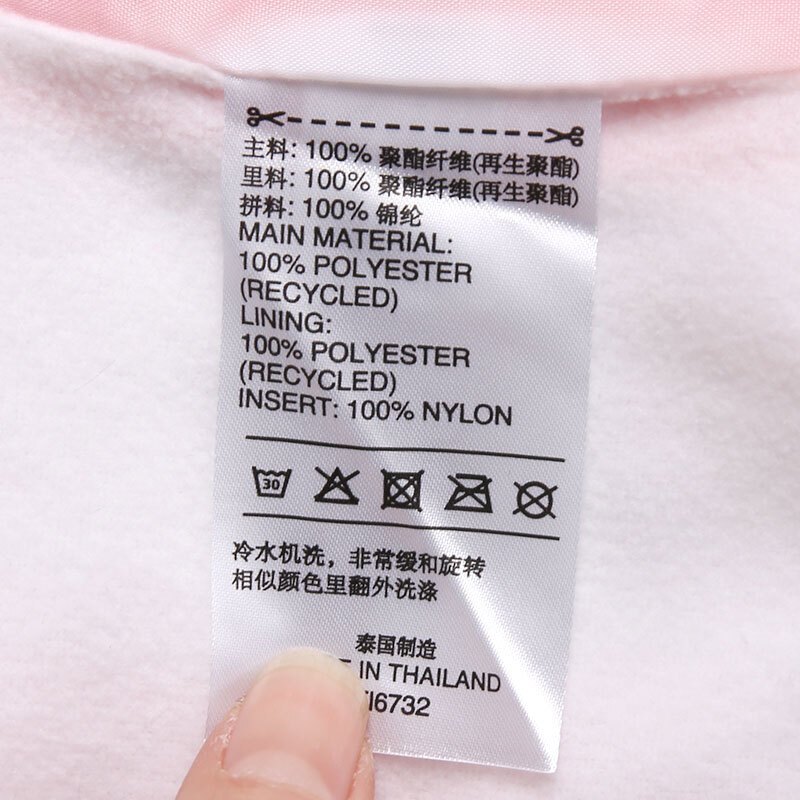 主料: 100% 聚酯纤维(再生聚酯)
里料: 100% 聚酯纤维(再生聚酯)
拼料: 100% 锦纶
MAIN MATERIAL:
100% POLYESTER
(RECYCLED)
LINING:
100% POLYESTER
(RECYCLED)
INSERT: 100% NYLON
30
冷水机洗，非常缓和旋转
相似颜色里翻外洗涤
泰国制造
IN THAILAND